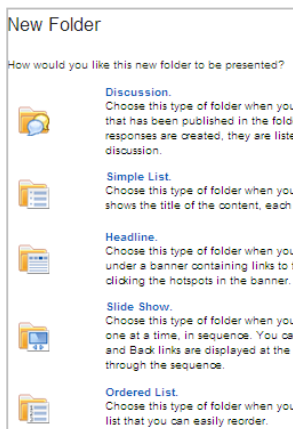 New Folder
How would you like this new folder to be presented?
Discussion.
Choose this type of folder when you
that has been published in the fold
responses are created, they are liste
discussion.
Simple List.
Choose this type of folder when you
shows the title of the content, each
Headline.
Choose this type of folder when you
under a banner containing links to
clicking the hotspots in the banner.
Slide Show.
Choose this type of folder when you
one at a time, in sequence. You ca
and Back links are displayed at the
through the sequence.
Ordered List.
Choose this type of folder when you
list that you can easily reorder.